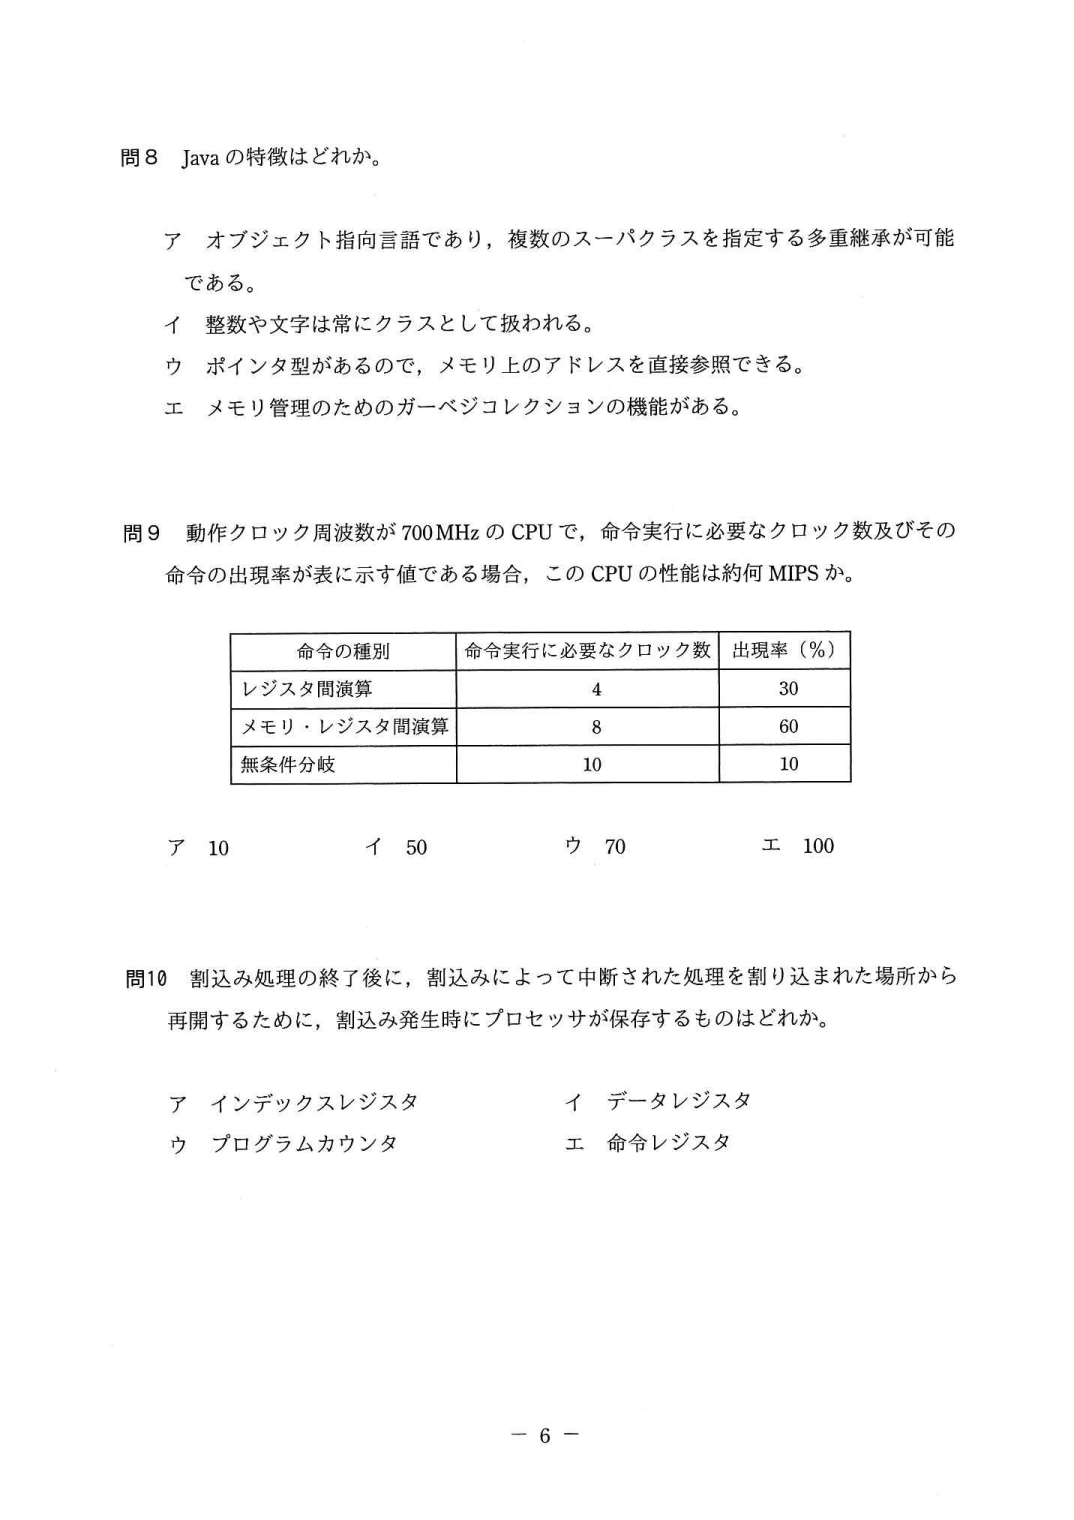 問8 Javaの特徴はどれか。
ア オブジェクト指向言語であり，複数のスーパクラスを指定する多重継承が可能
である。
イ 整数や文字は常にクラスとして扱われる。
ウ ポインタ型があるので，メモリ上のアドレスを直接参照できる。
エ メモリ管理のためのガーベジコレクションの機能がある。
問9 動作クロック周波数が700MHzのCPUで，命令実行に必要なクロック数及びその
命令の出現率が表に示す値である場合，このCPUの性能は約何MIPSか。
命令の種別 命令実行に必要なクロック数 出現率（％）
レジスタ間演算 4 30
メモリ・レジスタ間演算 8 60
無条件分岐 10 10
ア 10 イ 50 ウ 70 エ 100
問10 割込み処理の終了後に，割込みによって中断された処理を割り込まれた場所から
再開するために，割込み発生時にプロセッサが保存するものはどれか。
ア インデックスレジスタ イ データレジスタ
ウ プログラムカウンタ エ 命令レジスタ
－ 6 －